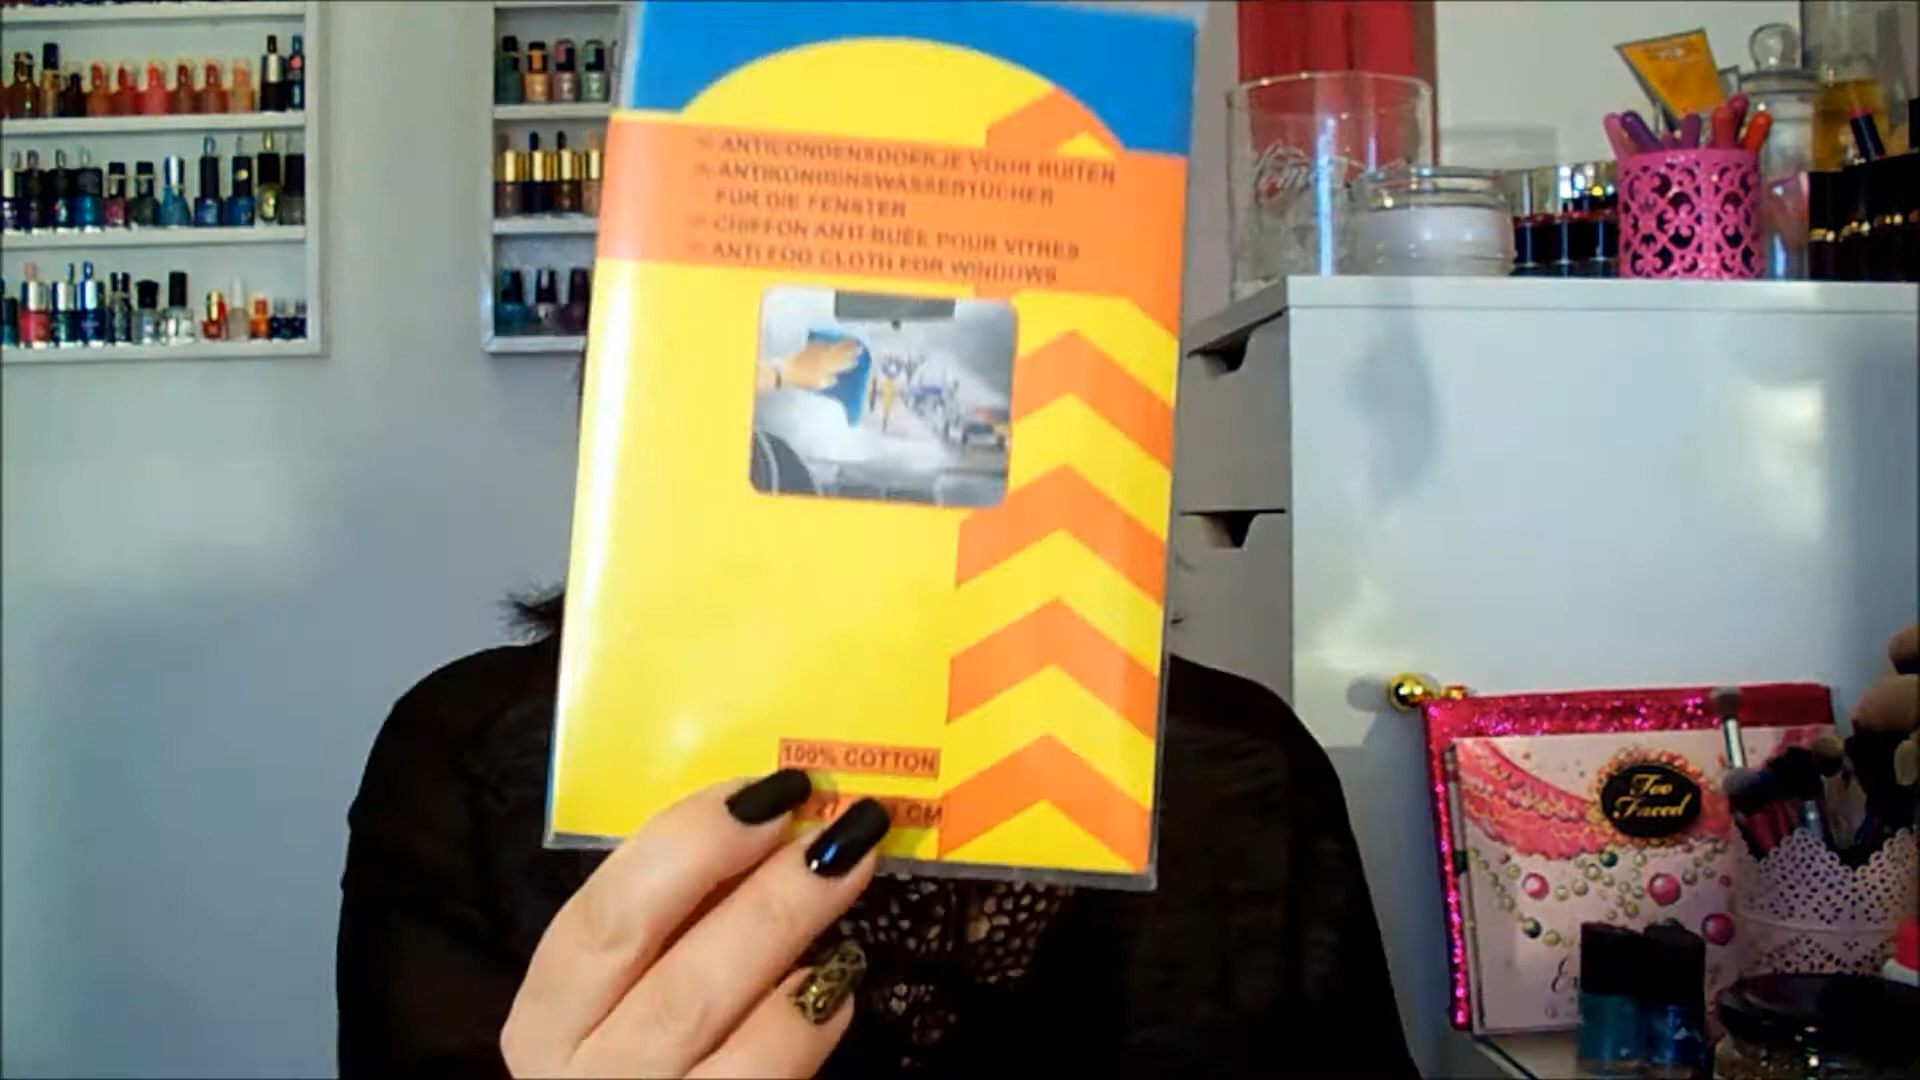 ANTICONDENSDOEKJE VOOR RUITEN
ANTIKONDENSWASSERTÜCHER
FÜR DIE FENSTER
CHIFFON ANTI-BUÉE POUR VITRES
ANTI FOG CLOTH FOR WINDOWS
100% COTTON
CM
Too
Faced